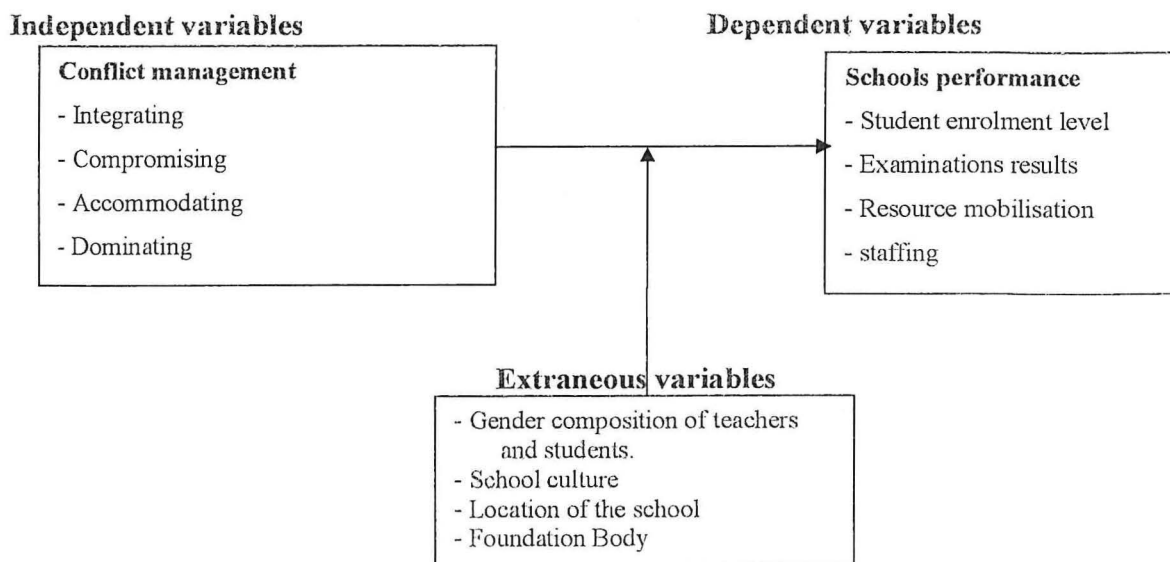 Independent variables
Conflict management
- Integrating
- Compromising
- Accommodating
- Dominating
Dependent variables
Schools performance
- Student enrolment level
- Examinations results
- Resource mobilisation
- staffing
Extraneous variables
- Gender composition of teachers
and students.
- School culture
- Location of the school
- Foundation Body